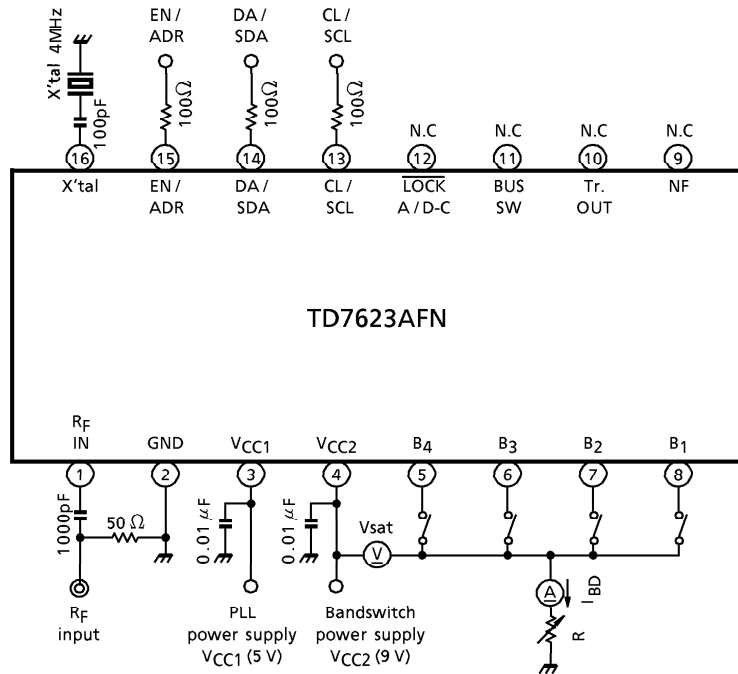 EN / ADR
DA / SDA
CL / SCL
X'tal 4MHz
100pF
100Ω
100Ω
100Ω
N.C
N.C
N.C
N.C
16
15
14
13
12
11
10
9
X'tal
EN / ADR
DA / SDA
CL / SCL
LOCK A / D-C
BUS SW
Tr. OUT
NF
TD7623AFN
RF IN
GND
VCC1
VCC2
B4
B3
B2
B1
1
2
3
4
5
6
7
8
1000pF
50 Ω
0.01 μF
0.01 μF
Vsat
V
A
IBD
R
RF input
PLL power supply VCC1 (5 V)
Bandswitch power supply VCC2 (9 V)